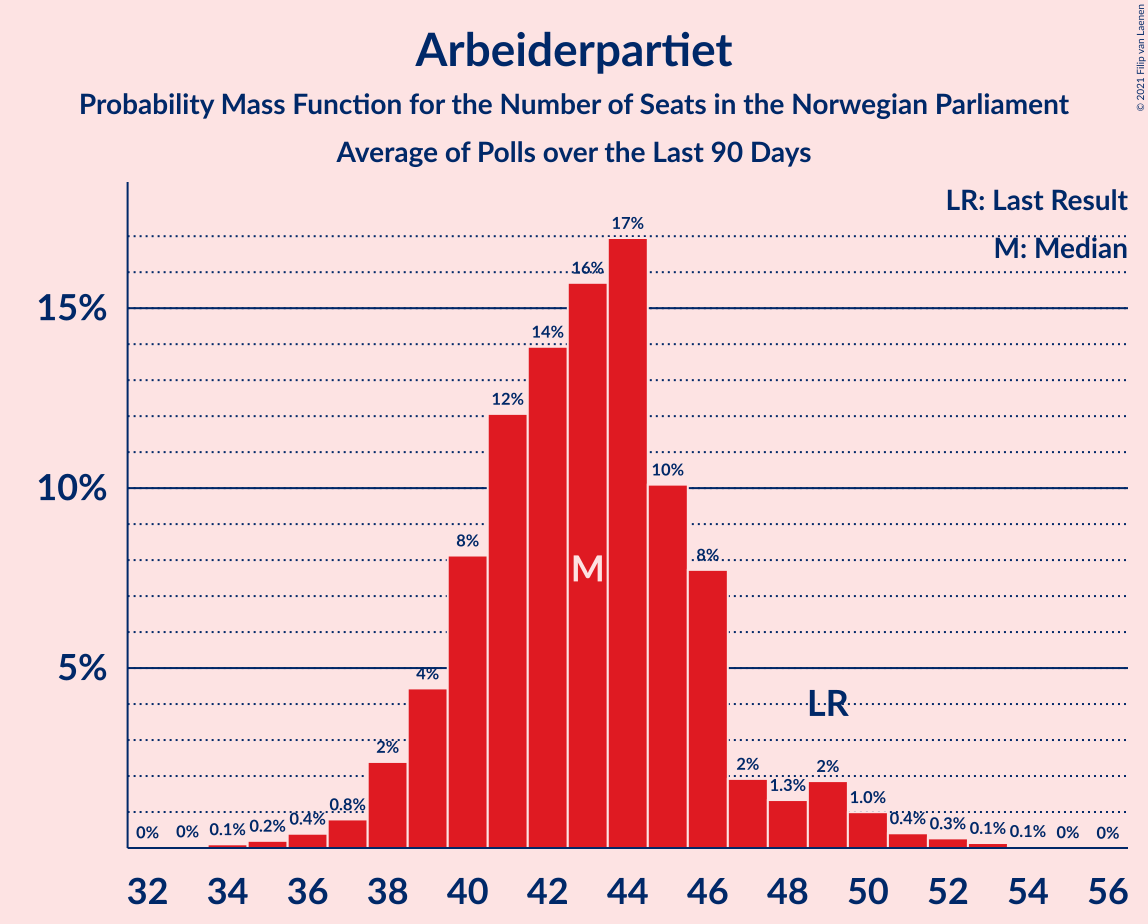 Arbeiderpartiet
Probability Mass Function for the Number of Seats in the Norwegian Parliament
Average of Polls over the Last 90 Days
© 2021 Filip van Laenen
LR: Last Result
M: Median
15%
10%
5%
0% 0% 0.1% 0.2% 0.4% 0.8% 2% 4% 8% 12% 14% 16% 17% 10% 8% 2% 1.3% 2% 1.0% 0.4% 0.3% 0.1% 0.1% 0% 0%
M
LR
32 34 36 38 40 42 44 46 48 50 52 54 56